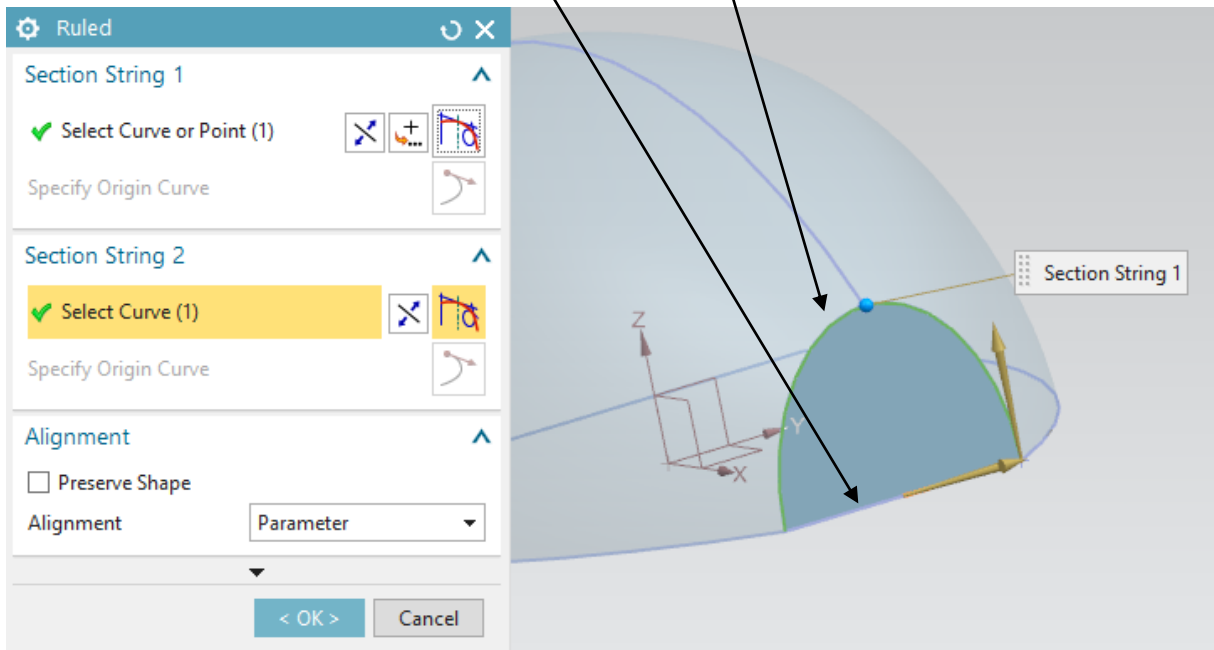 Ruled
Section String 1
Select Curve or Point (1)
Specify Origin Curve
Section String 2
Select Curve (1)
Specify Origin Curve
Alignment
Preserve Shape
Alignment Parameter
< OK > Cancel
Section String 1
Z
Y
X